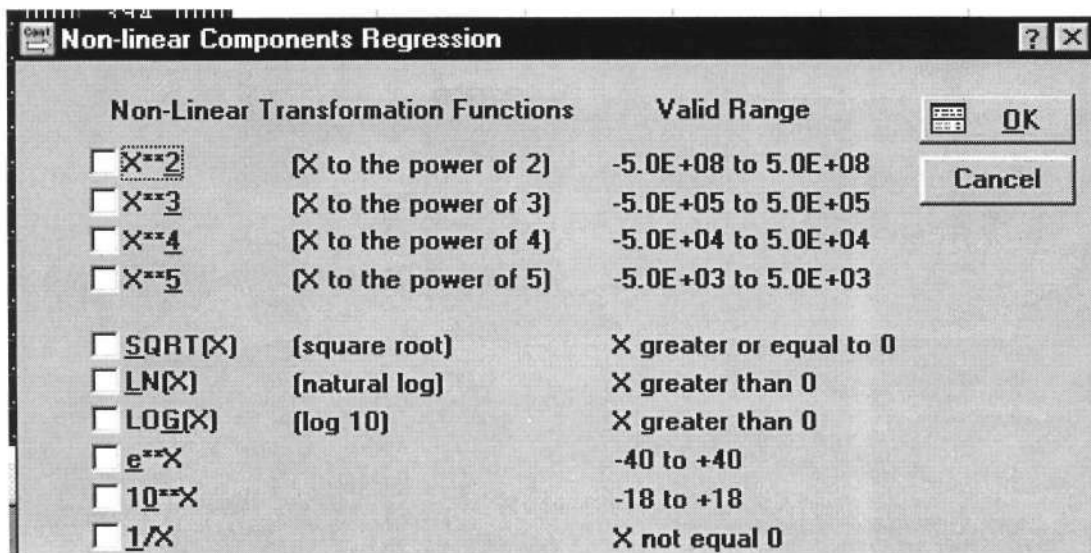 Non-linear Components Regression
Non-Linear Transformation Functions Valid Range
OK
Cancel
X**2 (X to the power of 2) -5.0E+08 to 5.0E+08
X**3 (X to the power of 3) -5.0E+05 to 5.0E+05
X**4 (X to the power of 4) -5.0E+04 to 5.0E+04
X**5 (X to the power of 5) -5.0E+03 to 5.0E+03
SQRT(X) (square root) X greater or equal to 0
LN(X) (natural log) X greater than 0
LOG(X) (log 10) X greater than 0
e**X -40 to +40
10**X -18 to +18
1/X X not equal 0